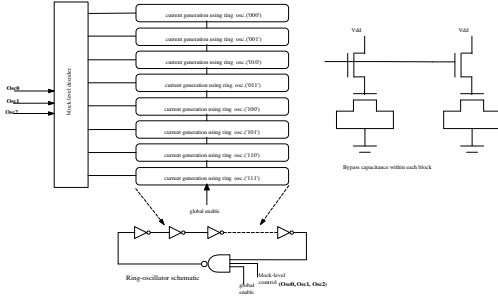 current generation using ring osc.('000')
current generation using ring osc.('001')
current generation using ring osc.('010')
current generation using ring osc.('011')
current generation using ring osc.('100')
current generation using ring osc.('101')
current generation using ring osc.('110')
current generation using ring osc.('111')
block level decoder
Osc0
Osc1
Osc2
global enable
Vdd
Vdd
Bypass capacitance within each block
Ring-oscillator schematic
block-level
control (Osc0, Osc1, Osc2)
global
enable